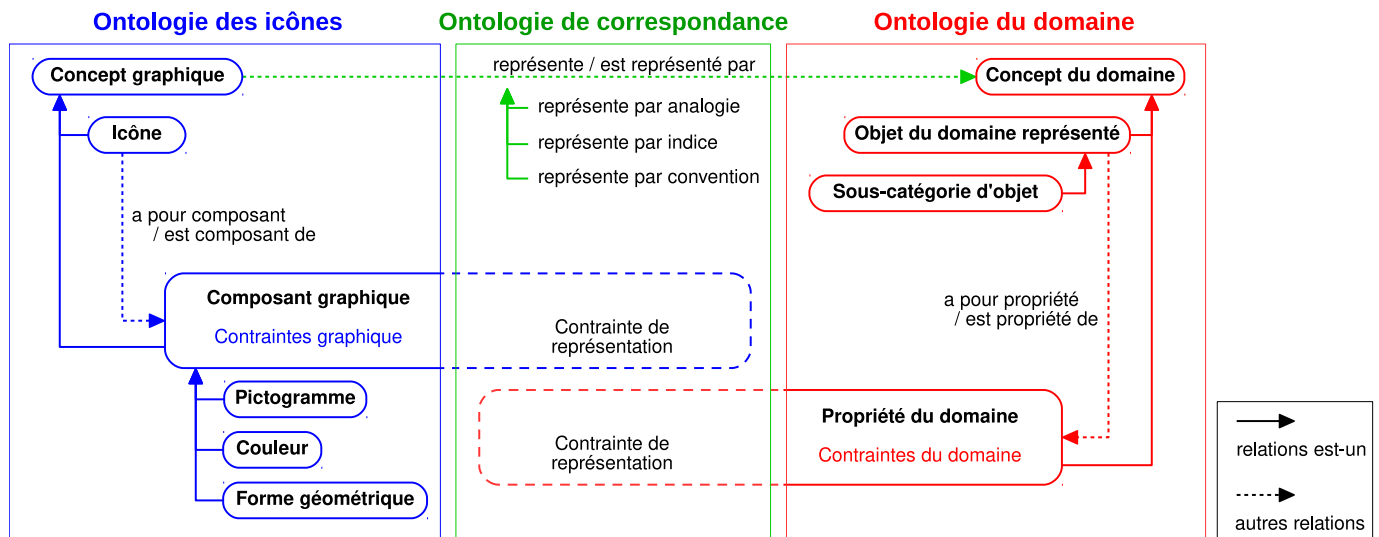 Ontologie des icônes
Ontologie de correspondance
Ontologie du domaine
Concept graphique
représente / est représenté par
Concept du domaine
représente par analogie
Icône
Objet du domaine représenté
représente par indice
représente par convention
Sous-catégorie d'objet
a pour composant
/ est composant de
Composant graphique
Contraintes graphique
Contrainte de
représentation
a pour propriété
/ est propriété de
Pictogramme
Couleur
Forme géométrique
Contrainte de
représentation
Propriété du domaine
Contraintes du domaine
relations est-un
autres relations